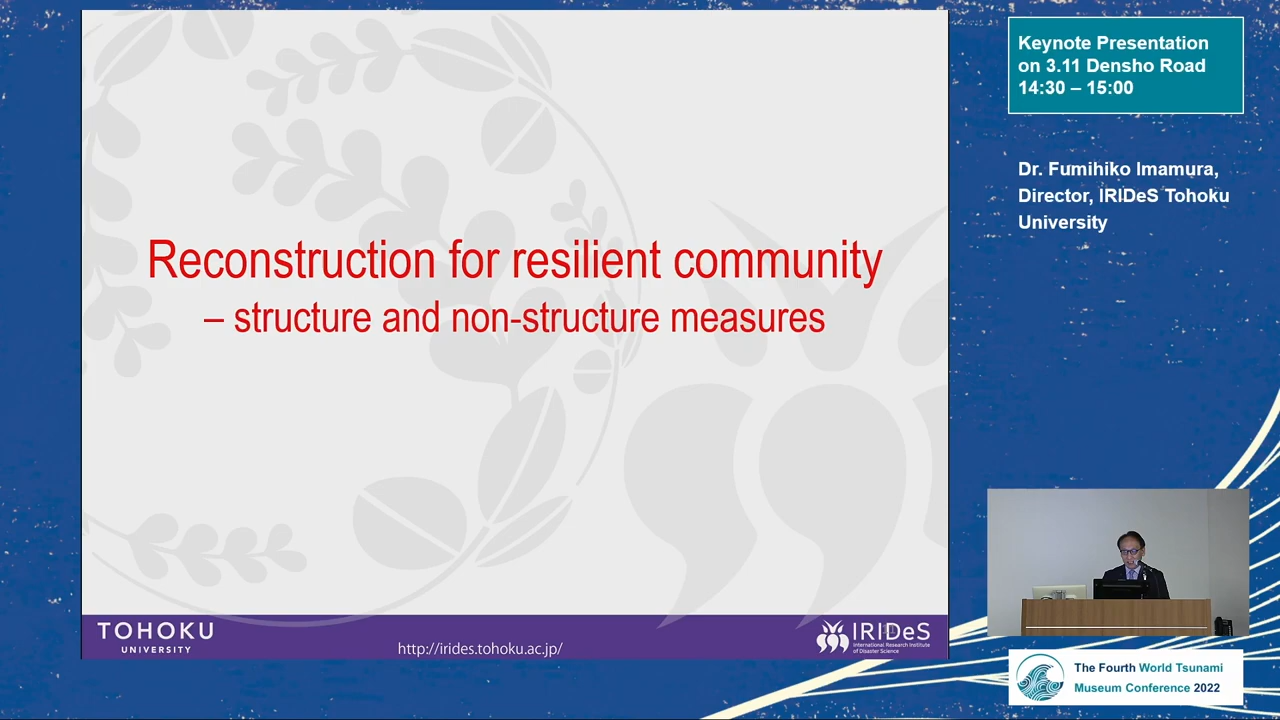 Reconstruction for resilient community
– structure and non-structure measures
TOHOKU
UNIVERSITY
http://irides.tohoku.ac.jp/
IRIDeS
International Research Institute
of Disaster Science
Keynote Presentation
on 3.11 Densho Road
14:30 – 15:00
Dr. Fumihiko Imamura,
Director, IRIDeS Tohoku
University
The Fourth World Tsunami
Museum Conference 2022